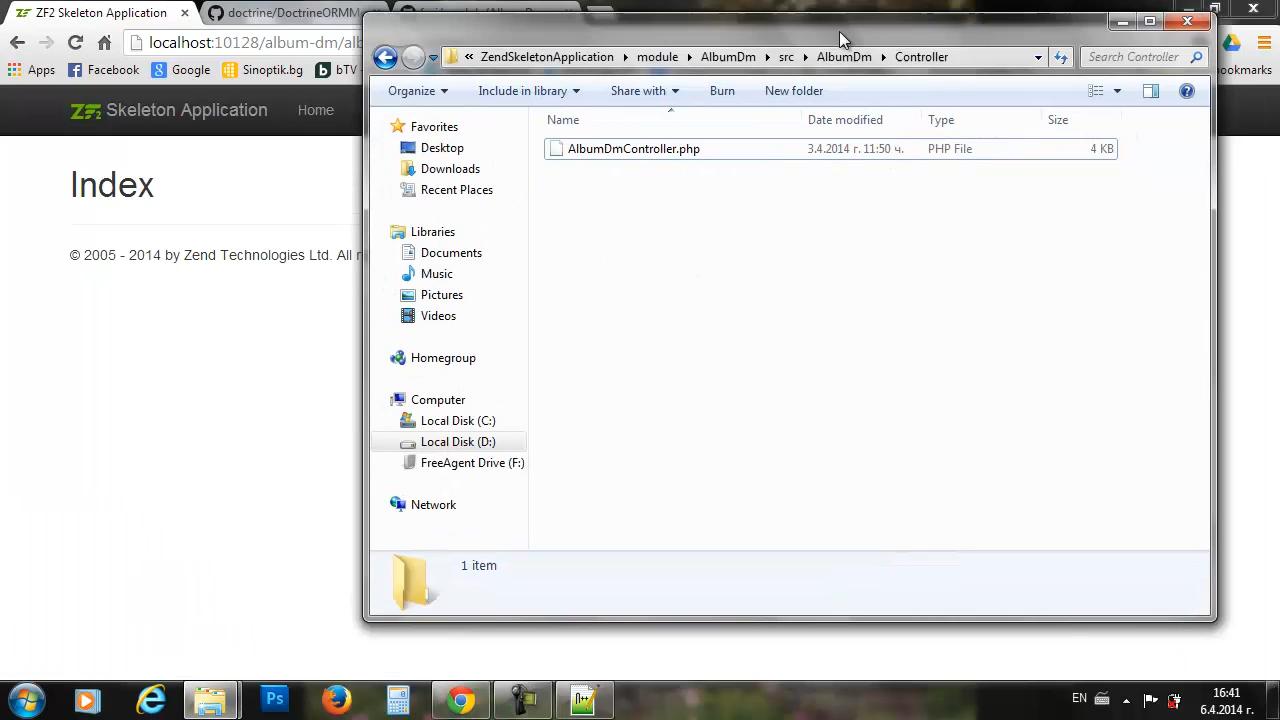 ZF2 Skeleton Application
doctrine/DoctrineORMM
localhost:10128/album-dm/alb
Apps
Facebook
Google
Sinoptik.bg
bTV
ookmarks
Skeleton Application
Home
Index
© 2005 - 2014 by Zend Technologies Ltd. All r
« ZendSkeletonApplication module AlbumDm src AlbumDm Controller
Search Controller
Organize
Include in library
Share with
Burn
New folder
Name
Date modified
Type
Size
AlbumDmController.php
3.4.2014 г. 11:50 ч.
PHP File
4 KB
Favorites
Desktop
Downloads
Recent Places
Libraries
Documents
Music
Pictures
Videos
Homegroup
Computer
Local Disk (C:)
Local Disk (D:)
FreeAgent Drive (F:)
Network
1 item
Ps
EN
16:41
6.4.2014 г.